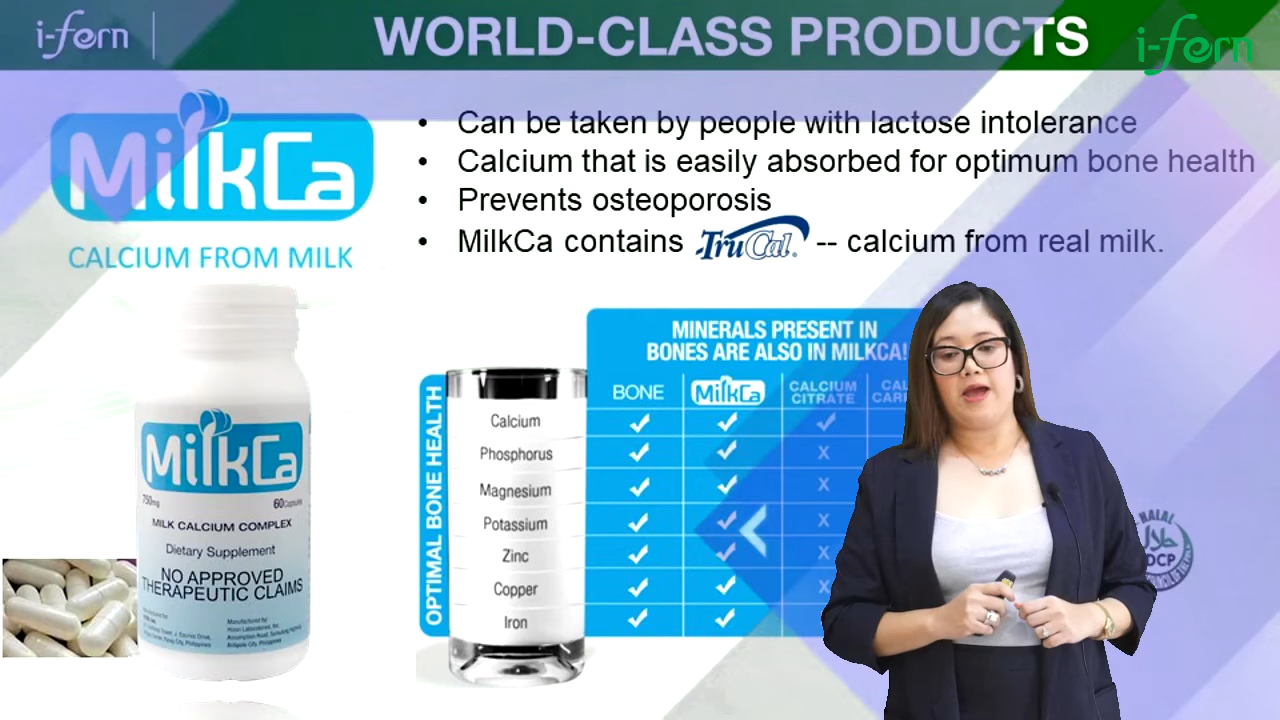 i-fern
WORLD-CLASS PRODUCTS
i-fern
MilkCa
CALCIUM FROM MILK
• Can be taken by people with lactose intolerance
• Calcium that is easily absorbed for optimum bone health
• Prevents osteoporosis
• MilkCa contains TruCal® -- calcium from real milk.
MilkCa
750mg 60Capsules
MILK CALCIUM COMPLEX
Dietary Supplement
NO APPROVED
THERAPEUTIC CLAIMS
OPTIMAL BONE HEALTH
MINERALS PRESENT IN
BONES ARE ALSO IN MILKCA!
BONE MilkCa CALCIUM CITRATE
Calcium ✓ ✓ ✓
Phosphorus ✓ ✓ X
Magnesium ✓ ✓ X
Potassium ✓ ✓ X
Zinc ✓ ✓ X
Copper ✓ ✓ X
Iron ✓ ✓
HALAL
حلال